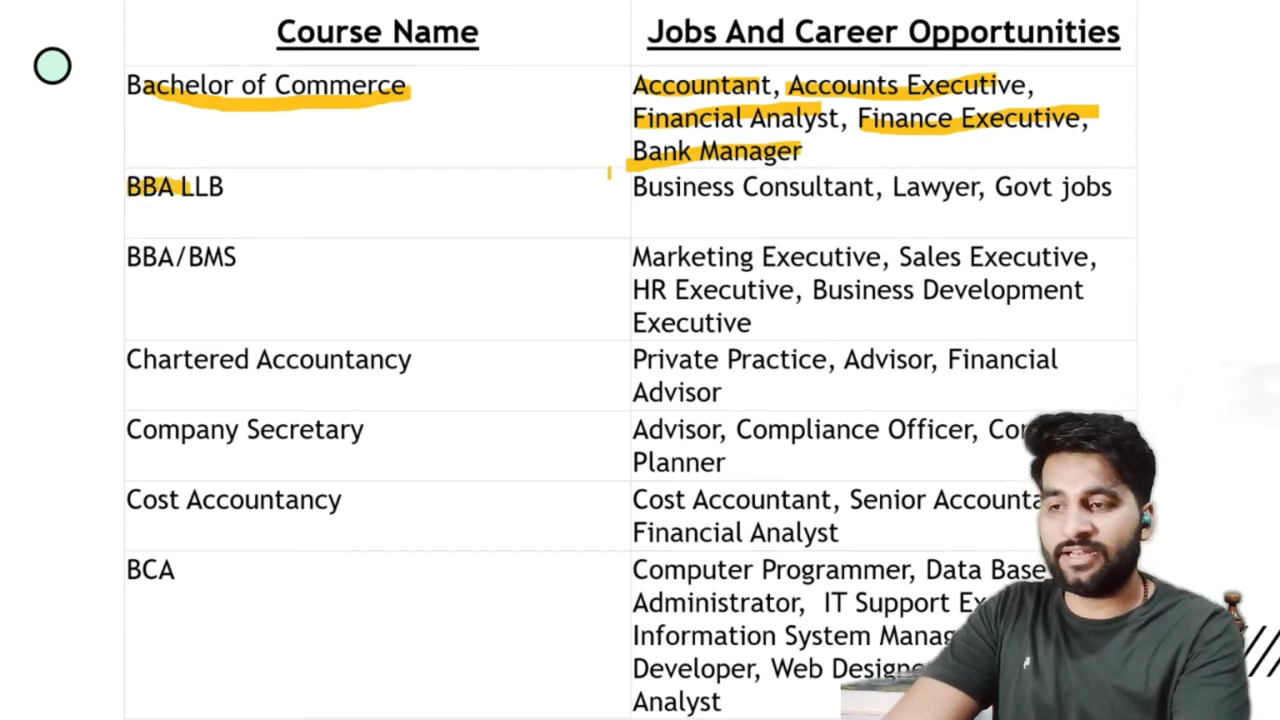 Course Name
Jobs And Career Opportunities
Bachelor of Commerce
Accountant, Accounts Executive,
Financial Analyst, Finance Executive,
Bank Manager
BBA LLB
Business Consultant, Lawyer, Govt jobs
BBA/BMS
Marketing Executive, Sales Executive,
HR Executive, Business Development
Executive
Chartered Accountancy
Private Practice, Advisor, Financial
Advisor
Company Secretary
Advisor, Compliance Officer,
Planner
Cost Accountancy
Cost Accountant, Senior
Financial Analyst
BCA
Computer Programmer, Data Base
Administrator, IT Support
Information System
Developer, Web
Analyst